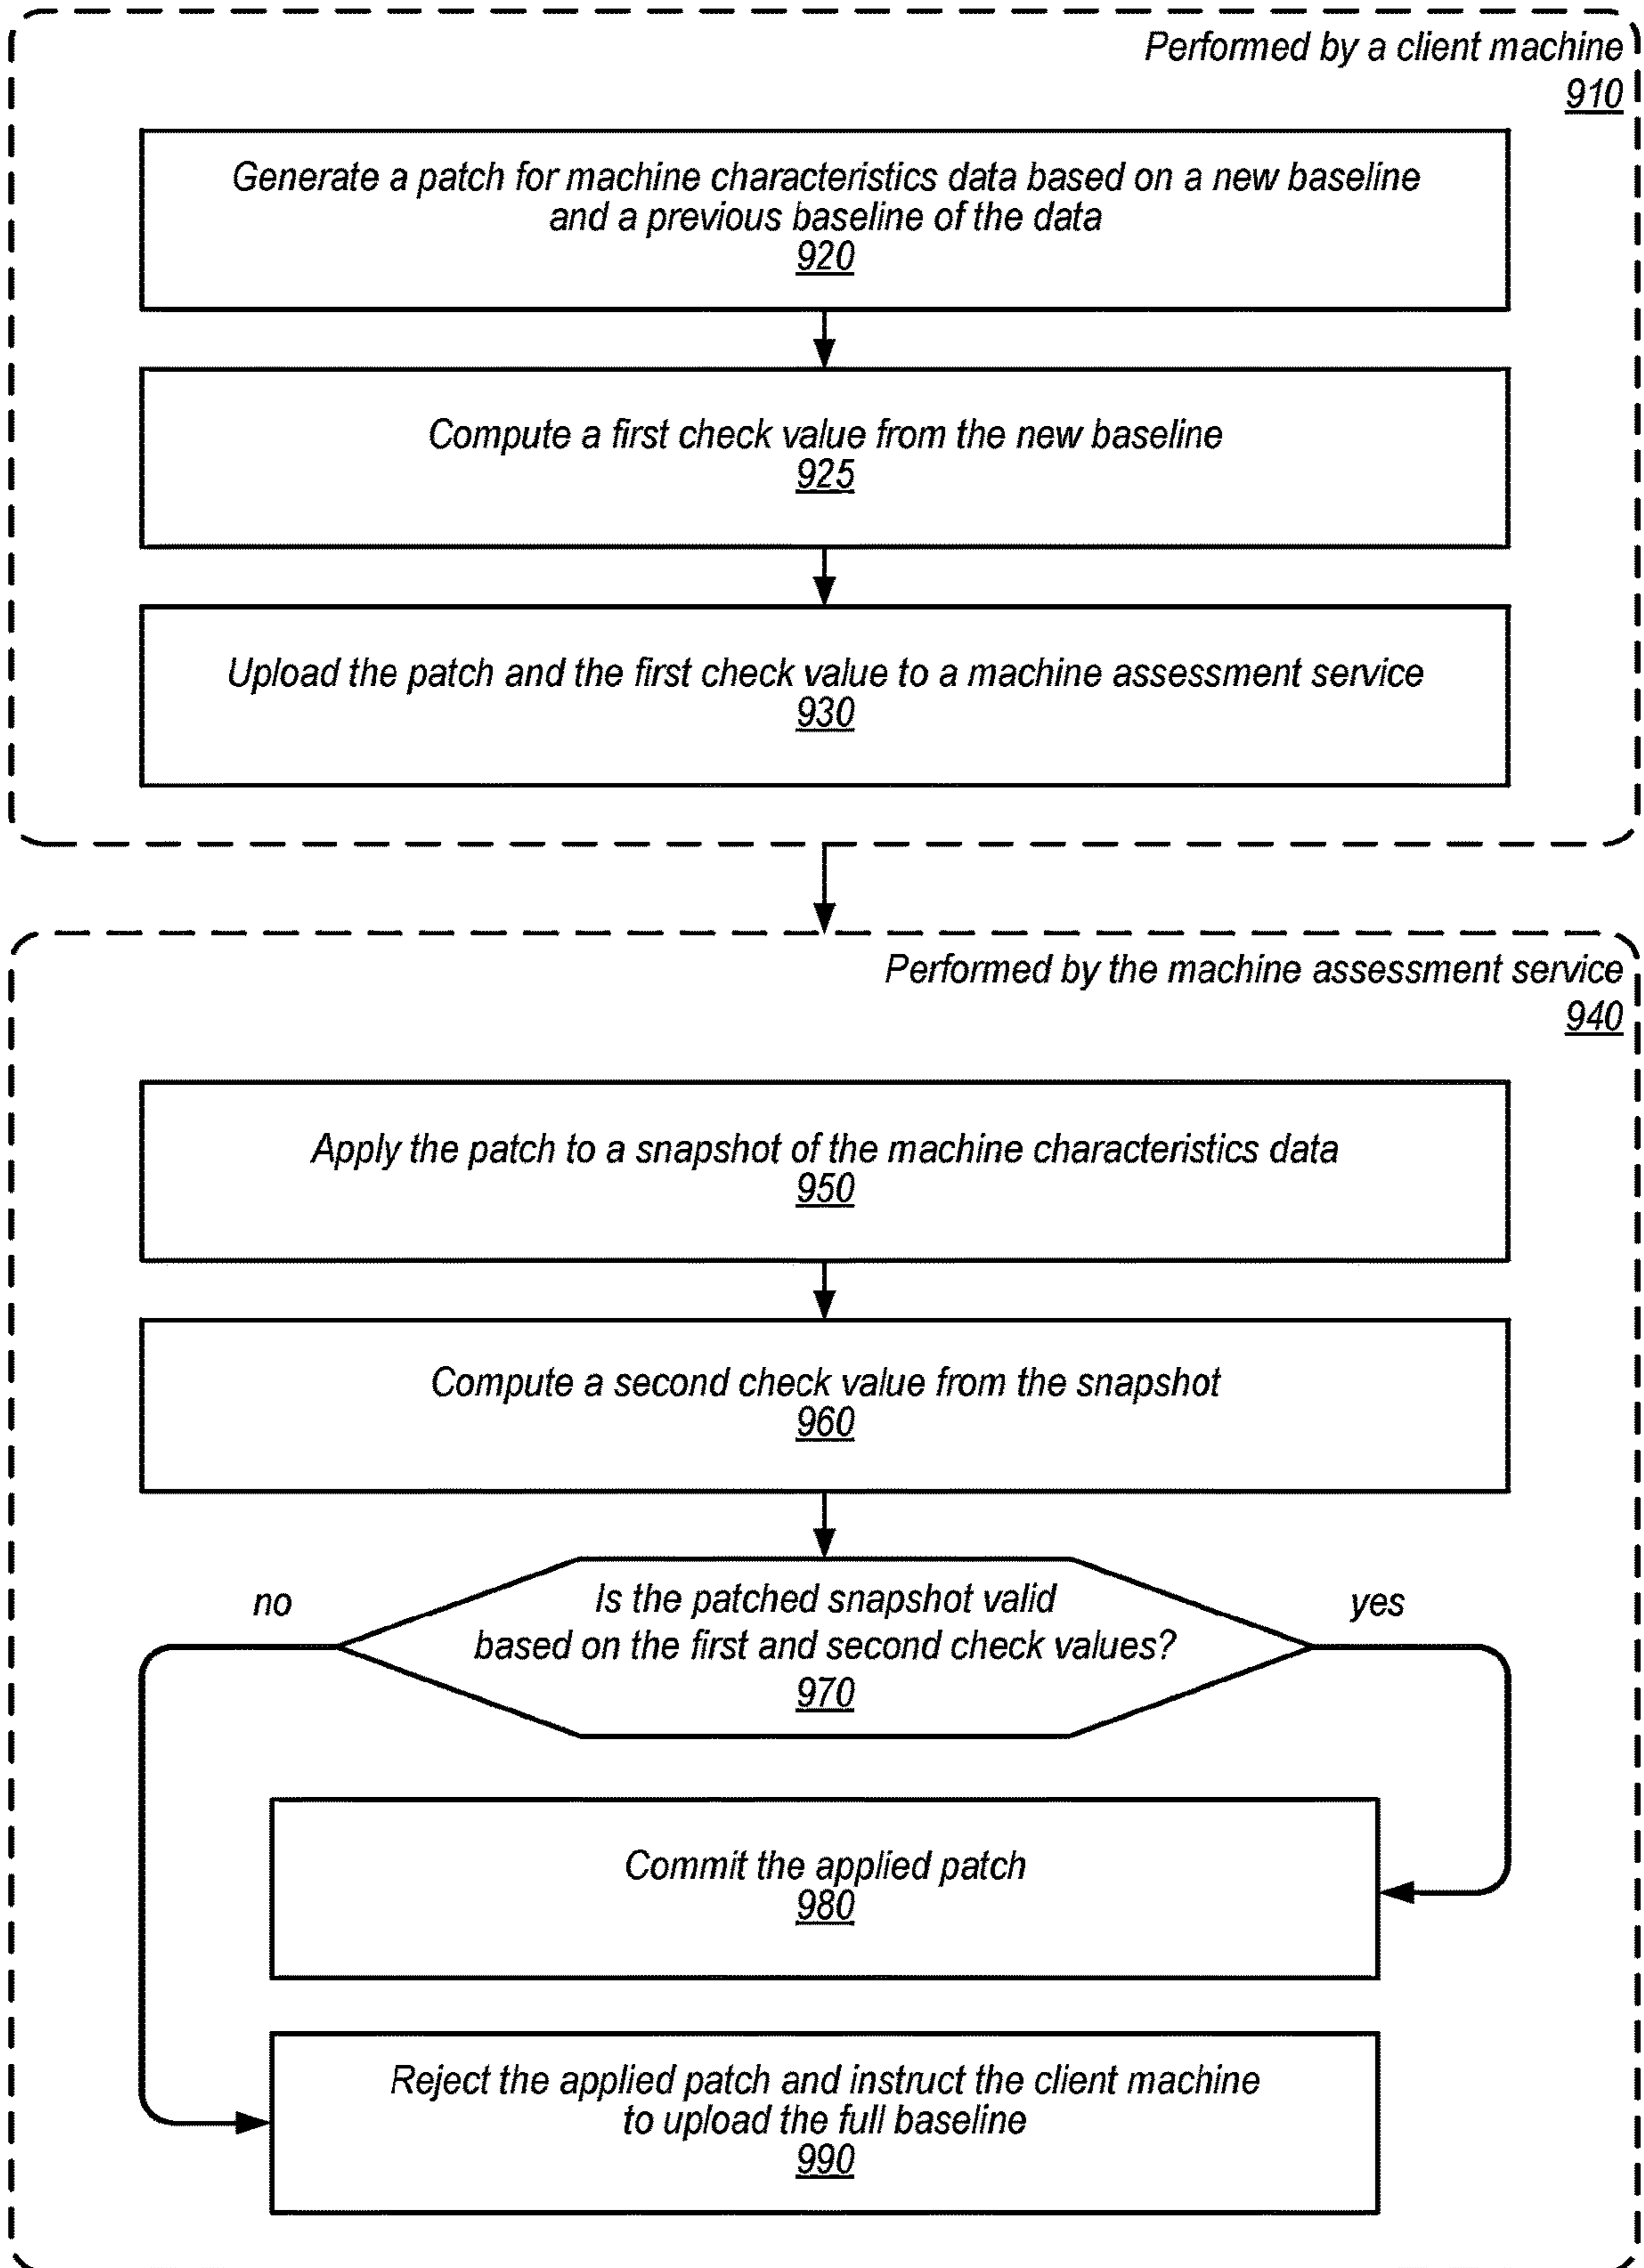 Performed by a client machine
910
Generate a patch for machine characteristics data based on a new baseline
and a previous baseline of the data
920
Compute a first check value from the new baseline
925
Upload the patch and the first check value to a machine assessment service
930
Performed by the machine assessment service
940
Apply the patch to a snapshot of the machine characteristics data
950
Compute a second check value from the snapshot
960
no
Is the patched snapshot valid
yes
based on the first and second check values?
970
Commit the applied patch
980
Reject the applied patch and instruct the client machine
to upload the full baseline
990